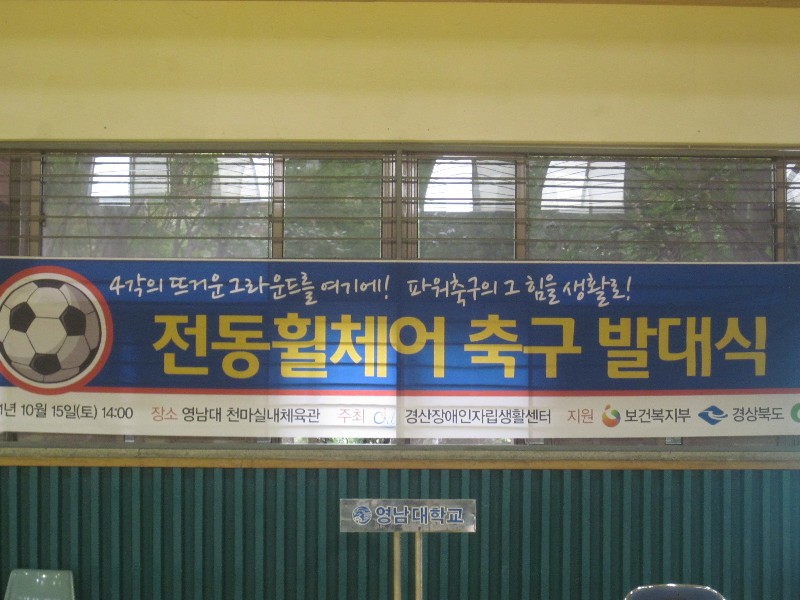 4각의 뜨거운 그라운드를 여기에! 파워축구의 그 힘을 생활로!
전동휠체어 축구 발대식
1년 10월 15일(토) 14:00 장소 영남대 천마실내체육관 주최 경산장애인자립생활센터 지원 보건복지부 경상북도
영남대학교